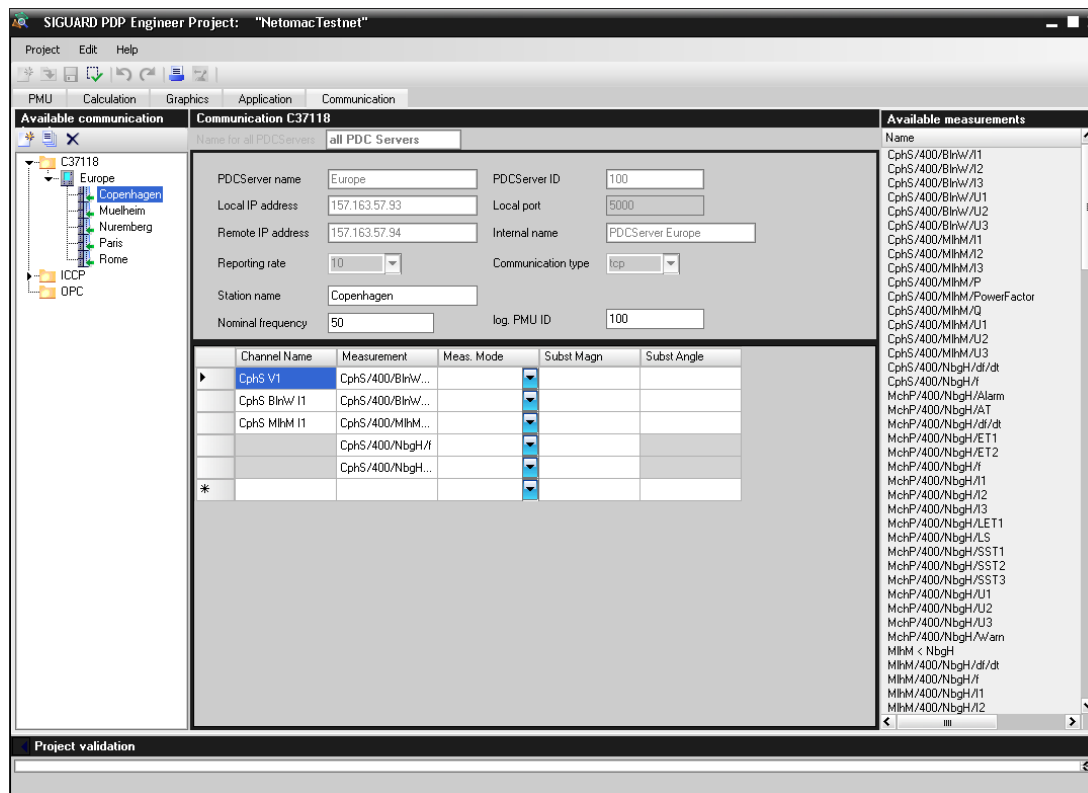 SIGUARD PDP Engineer Project: "NetomacTestnet"
Project Edit Help
PMU Calculation Graphics Application Communication
Available communication
C37118
Europe
Copenhagen
Muelheim
Nuremberg
Paris
Rome
ICCP
OPC
Communication C37118
Name for all PDCServers all PDC Servers
PDCServer name Europe PDCServer ID 100
Local IP address 157.163.57.93 Local port 5000
Remote IP address 157.163.57.94 Internal name PDCServer Europe
Reporting rate 10 Communication type tcp
Station name Copenhagen
Nominal frequency 50 log. PMU ID 100
Channel Name Measurement Meas. Mode Subst Magn Subst Angle
CphS V1 CphS/400/BlnW...
CphS BlnW I1 CphS/400/BlnW...
CphS MlhM I1 CphS/400/MlhM...
CphS/400/NbgH/f
CphS/400/NbgH...
Available measurements
Name
CphS/400/BlnW/I1
CphS/400/BlnW/I2
CphS/400/BlnW/I3
CphS/400/BlnW/U1
CphS/400/BlnW/U2
CphS/400/BlnW/U3
CphS/400/MlhM/I1
CphS/400/MlhM/I2
CphS/400/MlhM/I3
CphS/400/MlhM/P
CphS/400/MlhM/PowerFactor
CphS/400/MlhM/Q
CphS/400/MlhM/U1
CphS/400/MlhM/U2
CphS/400/MlhM/U3
CphS/400/NbgH/df/dt
CphS/400/NbgH/f
MchP/400/NbgH/Alarm
MchP/400/NbgH/AT
MchP/400/NbgH/df/dt
MchP/400/NbgH/ET1
MchP/400/NbgH/ET2
MchP/400/NbgH/f
MchP/400/NbgH/I1
MchP/400/NbgH/I2
MchP/400/NbgH/I3
MchP/400/NbgH/LET1
MchP/400/NbgH/LS
MchP/400/NbgH/SST1
MchP/400/NbgH/SST2
MchP/400/NbgH/SST3
MchP/400/NbgH/U1
MchP/400/NbgH/U2
MchP/400/NbgH/U3
MchP/400/NbgH/Warn
MlhM < NbgH
MlhM/400/NbgH/df/dt
MlhM/400/NbgH/f
MlhM/400/NbgH/I1
MlhM/400/NbgH/I2
Project validation